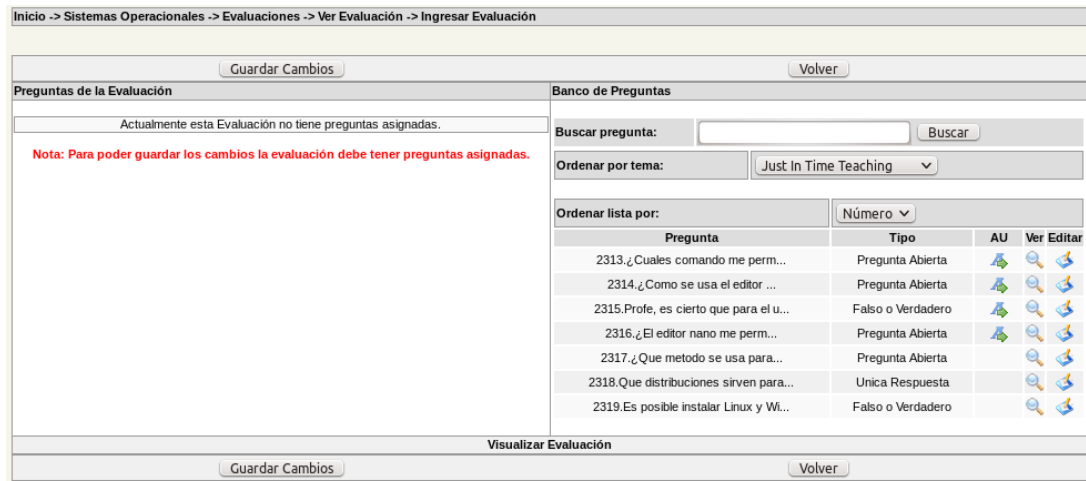 Inicio -> Sistemas Operacionales -> Evaluaciones -> Ver Evaluación -> Ingresar Evaluación
Guardar Cambios Volver
Preguntas de la Evaluación
Actualmente esta Evaluación no tiene preguntas asignadas.
Nota: Para poder guardar los cambios la evaluación debe tener preguntas asignadas.
Banco de Preguntas
Buscar pregunta: Buscar
Ordenar por tema: Just In Time Teaching
Ordenar lista por: Número
Pregunta Tipo AU Ver Editar
2313.¿Cuales comando me perm... Pregunta Abierta
2314.¿Como se usa el editor ... Pregunta Abierta
2315.Profe, es cierto que para el u... Falso o Verdadero
2316.¿El editor nano me perm... Pregunta Abierta
2317.¿Que metodo se usa para... Pregunta Abierta
2318.Que distribuciones sirven para... Unica Respuesta
2319.Es posible instalar Linux y Wi... Falso o Verdadero
Visualizar Evaluación
Guardar Cambios Volver